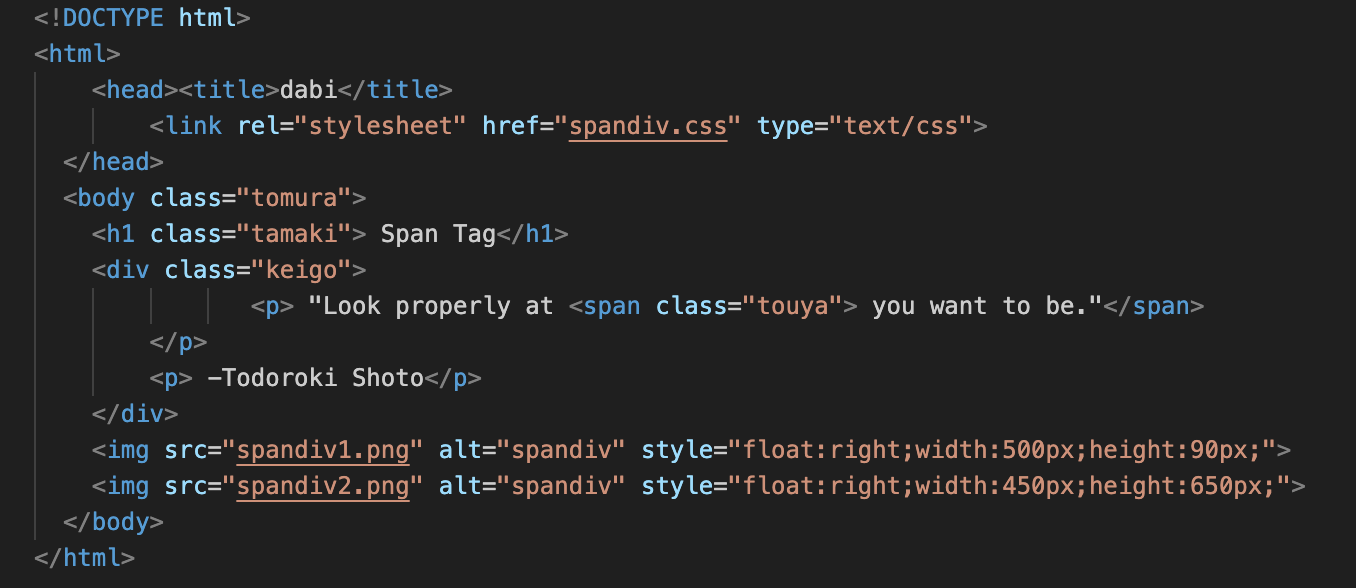 <!DOCTYPE html>
<html>
    <head><title>dabi</title>
        <link rel="stylesheet" href="spandiv.css" type="text/css">
  </head>
  <body class="tomura">
    <h1 class="tamaki"> Span Tag</h1>
    <div class="keigo">
               <p> "Look properly at <span class="touya"> you want to be."</span>
        </p>
        <p> –Todoroki Shoto</p>
    </div>
    <img src="spandiv1.png" alt="spandiv" style="float:right;width:500px;height:90px;">
    <img src="spandiv2.png" alt="spandiv" style="float:right;width:450px;height:650px;">
  </body>
</html>